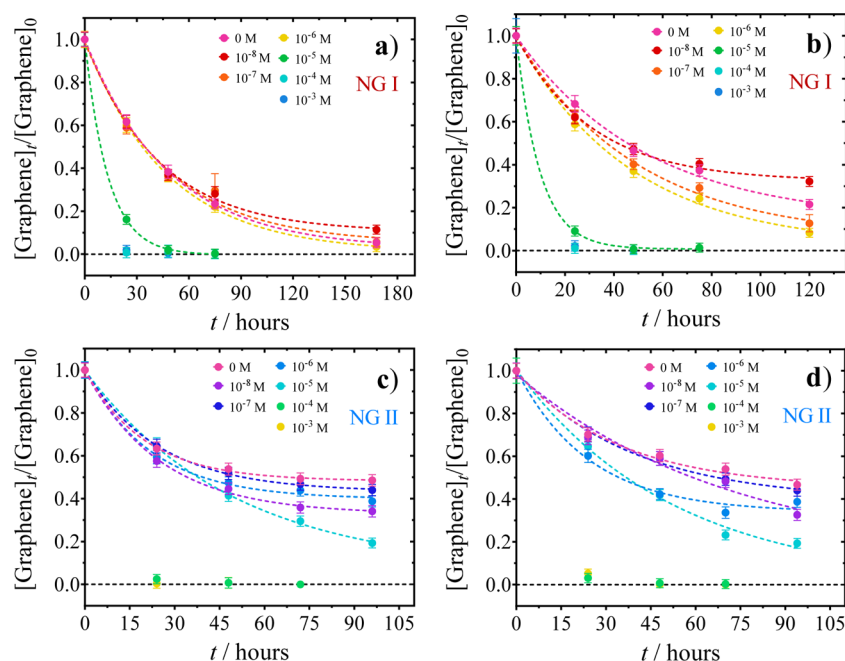 a)
NG I
0 M
10⁻⁸ M
10⁻⁷ M
10⁻⁶ M
10⁻⁵ M
10⁻⁴ M
10⁻³ M
[Graphene]ₜ/[Graphene]₀
1.0
0.8
0.6
0.4
0.2
0.0
0 30 60 90 120 150 180
t / hours
b)
NG I
0 M
10⁻⁸ M
10⁻⁷ M
10⁻⁶ M
10⁻⁵ M
10⁻⁴ M
10⁻³ M
[Graphene]ₜ/[Graphene]₀
1.0
0.8
0.6
0.4
0.2
0.0
0 20 40 60 80 100 120
t / hours
c)
NG II
0 M
10⁻⁸ M
10⁻⁷ M
10⁻⁶ M
10⁻⁵ M
10⁻⁴ M
10⁻³ M
[Graphene]ₜ/[Graphene]₀
1.0
0.8
0.6
0.4
0.2
0.0
0 15 30 45 60 75 90 105
t / hours
d)
NG II
0 M
10⁻⁸ M
10⁻⁷ M
10⁻⁶ M
10⁻⁵ M
10⁻⁴ M
10⁻³ M
[Graphene]ₜ/[Graphene]₀
1.0
0.8
0.6
0.4
0.2
0.0
0 15 30 45 60 75 90 105
t / hours